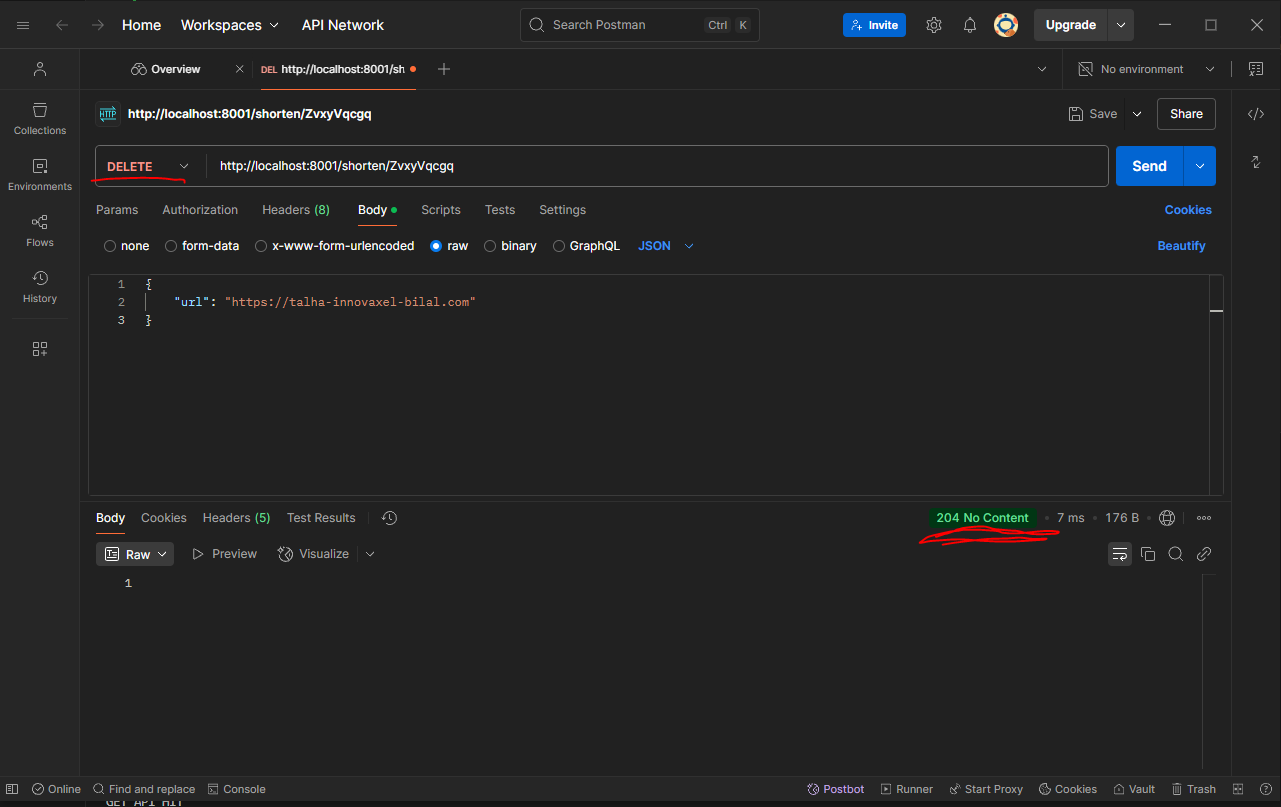 Home Workspaces API Network Search Postman Ctrl K Invite Upgrade
Overview DEL http://localhost:8001/sh No environment
HTTP http://localhost:8001/shorten/ZvxyVqcgq Save Share
DELETE http://localhost:8001/shorten/ZvxyVqcgq Send
Params Authorization Headers (8) Body Scripts Tests Settings Cookies
none form-data x-www-form-urlencoded raw binary GraphQL JSON Beautify
1 {
2 "url": "https://talha-innovaxel-bilal.com"
3 }
Collections
Environments
Flows
History
Body Cookies Headers (5) Test Results 204 No Content 7 ms 176 B
Raw Preview Visualize
1
Online Find and replace Console Postbot Runner Start Proxy Cookies Vault Trash
GET API HIT